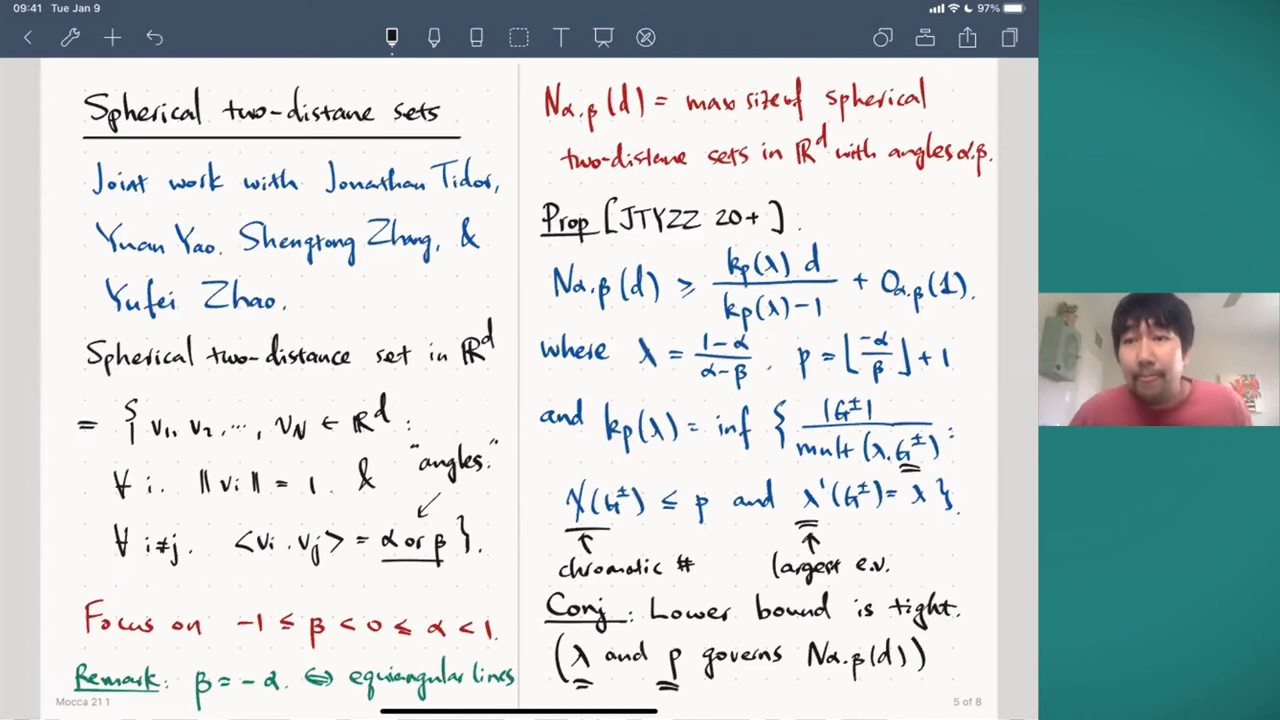 09:41 Tue Jan 9
97%
Spherical two-distane sets
Joint work with Jonathan Tidor,
Yuan Yao, Shengtong Zhang, &
Yufei Zhao.
Spherical two-distance set in ℝ^d
= { v₁, v₂, ..., v_N ∈ ℝ^d :
"angles."
∀ i. ‖v_i‖ = 1 &
∀ i≠j. ⟨v_i, v_j⟩ = α or β }.
Focus on -1 ≤ β < 0 ≤ α < 1.
Remark: β = -α. ⇔ equiangular lines
Mocca 21 1
N_{α,β}(d) = max size of spherical
two-distane sets in ℝ^d with angles α,β.
Prop [JTYZZ 20+].
N_{α,β}(d) ≥ k_p(λ) d / (k_p(λ)-1) + O_{α,β}(1).
where λ = (1-α)/(α-β), p = ⌊-α/β⌋ + 1
and k_p(λ) = inf { |G^±| / mult(λ, G^±) :
χ(G^±) ≤ p and λ¹(G^±) = λ }.
chromatic # largest e.v.
Conj: Lower bound is tight.
(λ and p governs N_{α,β}(d))
5 of 8